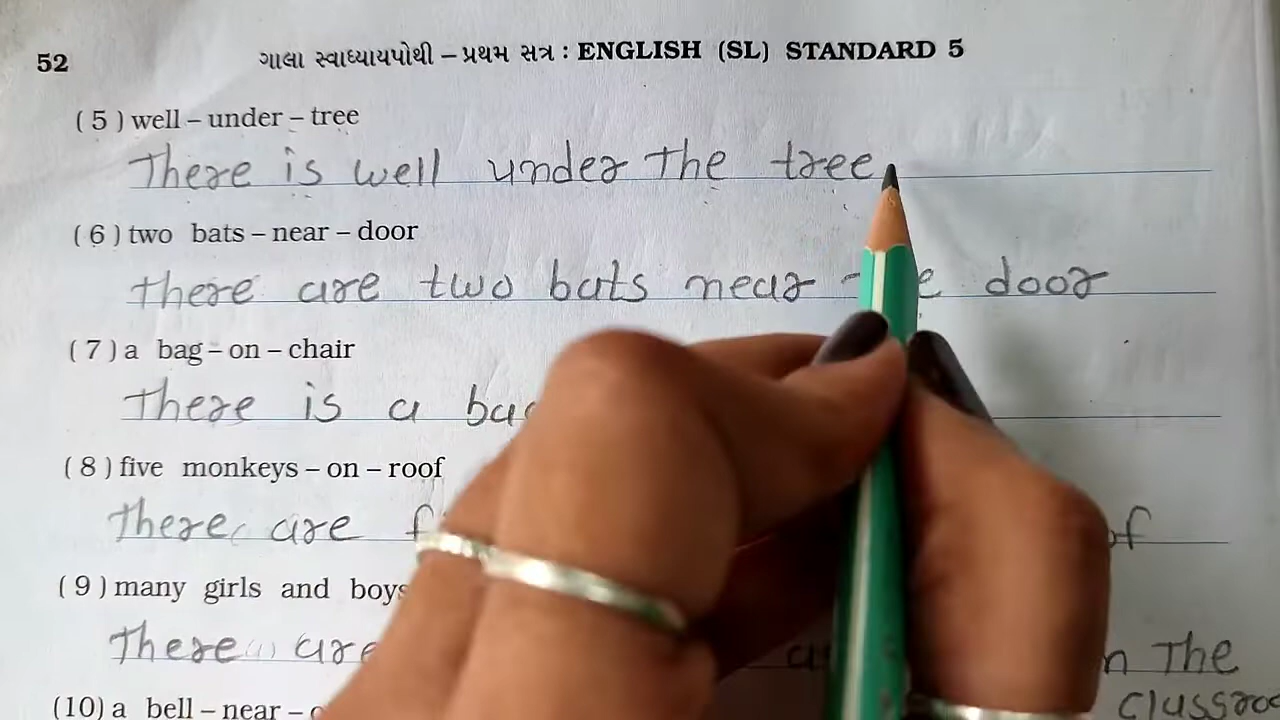 52 ગાલા સ્વાધ્યાયપોથી – પ્રથમ સત્ર : ENGLISH (SL) STANDARD 5
( 5 ) well – under – tree
There is well under The tree
( 6 ) two bats – near – door
there are two bats near door
( 7 ) a bag – on – chair
There is a
( 8 ) five monkeys – on – roof
There are
( 9 ) many girls and boys
There are The
(10) a bell – near –